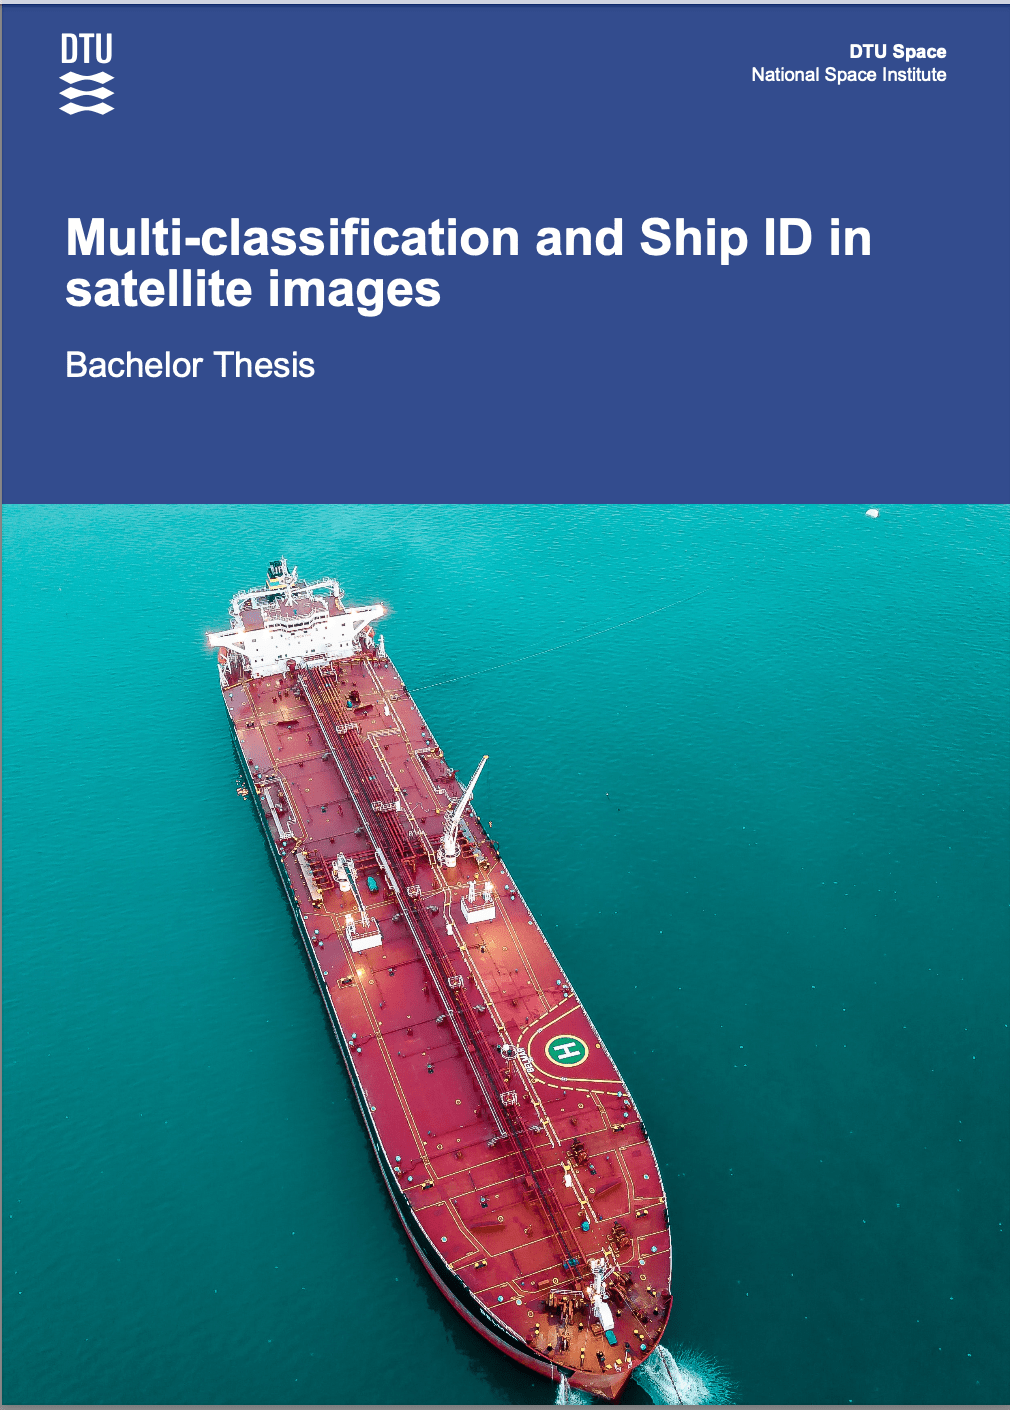 DTU
DTU Space
National Space Institute
Multi-classification and Ship ID in
satellite images
Bachelor Thesis
H